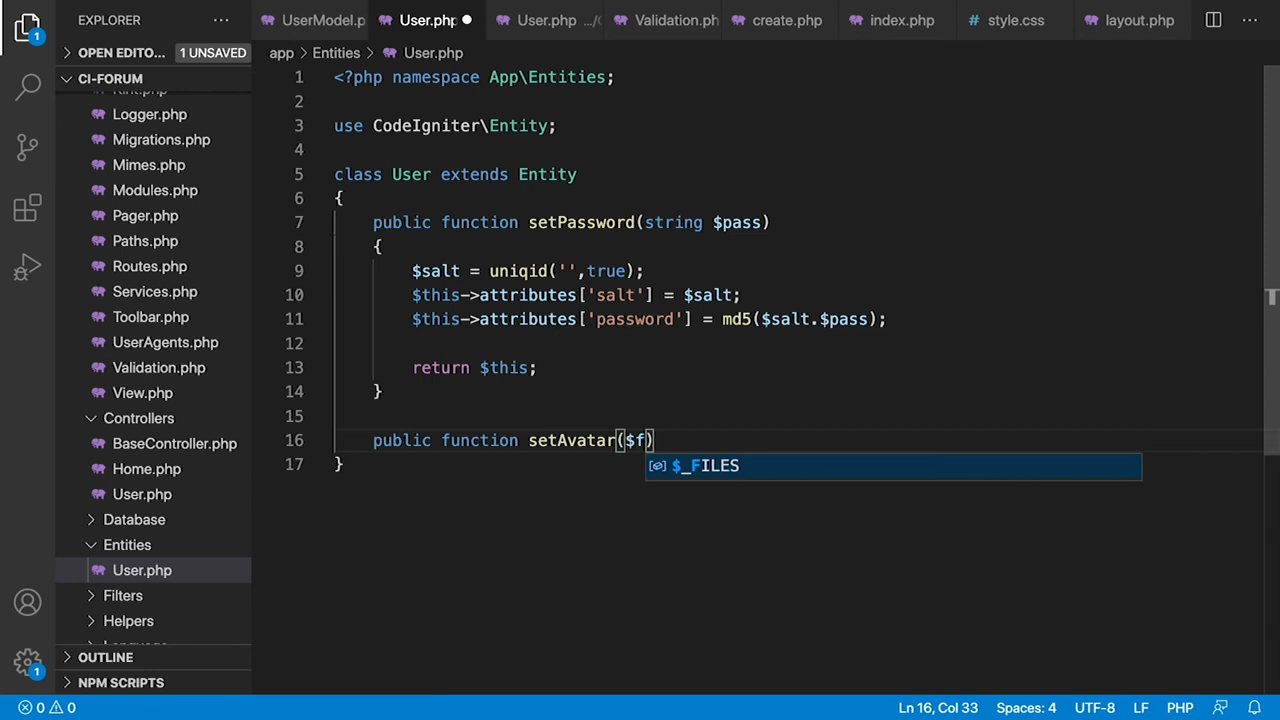 EXPLORER
UserModel.p
User.php
User.php .../
Validation.ph
create.php
index.php
style.css
layout.php
OPEN EDITO...
1 UNSAVED
app > Entities > User.php
CI-FORUM
Logger.php
Migrations.php
Mimes.php
Modules.php
Pager.php
Paths.php
Routes.php
Services.php
Toolbar.php
UserAgents.php
Validation.php
View.php
Controllers
BaseController.php
Home.php
User.php
Database
Entities
User.php
Filters
Helpers
OUTLINE
NPM SCRIPTS
1
1
1 <?php namespace App\Entities;
2
3 use CodeIgniter\Entity;
4
5 class User extends Entity
6 {
7 public function setPassword(string $pass)
8 {
9 $salt = uniqid('',true);
10 $this->attributes['salt'] = $salt;
11 $this->attributes['password'] = md5($salt.$pass);
12
13 return $this;
14 }
15
16 public function setAvatar($f)
17 }
$_FILES
0 0
Ln 16, Col 33
Spaces: 4
UTF-8
LF
PHP